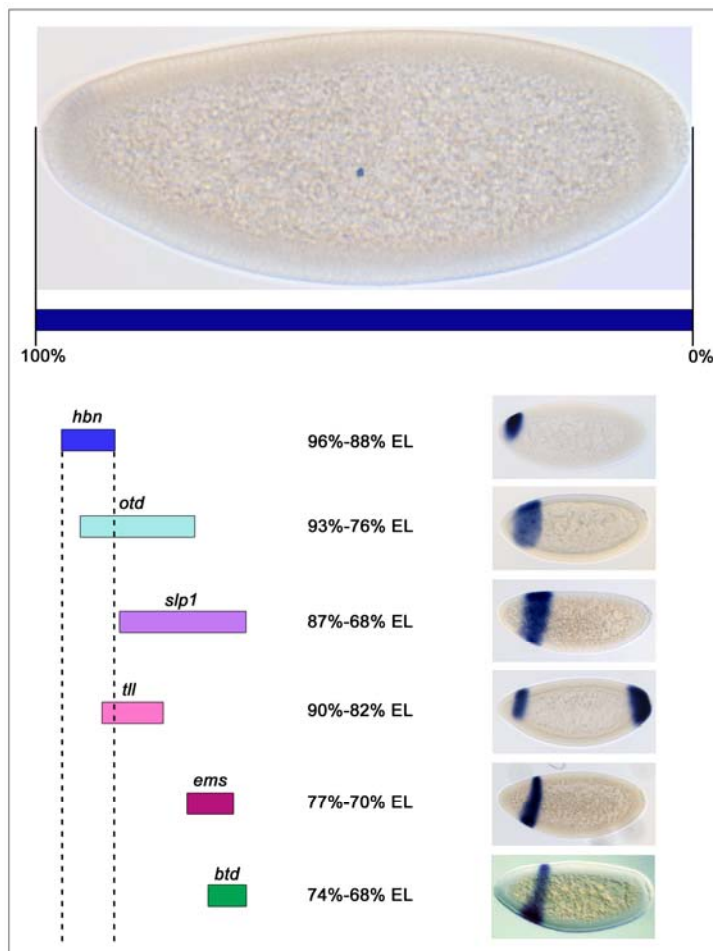 100%
0%
hbn
96%-88% EL
otd
93%-76% EL
slp1
87%-68% EL
tll
90%-82% EL
ems
77%-70% EL
btd
74%-68% EL